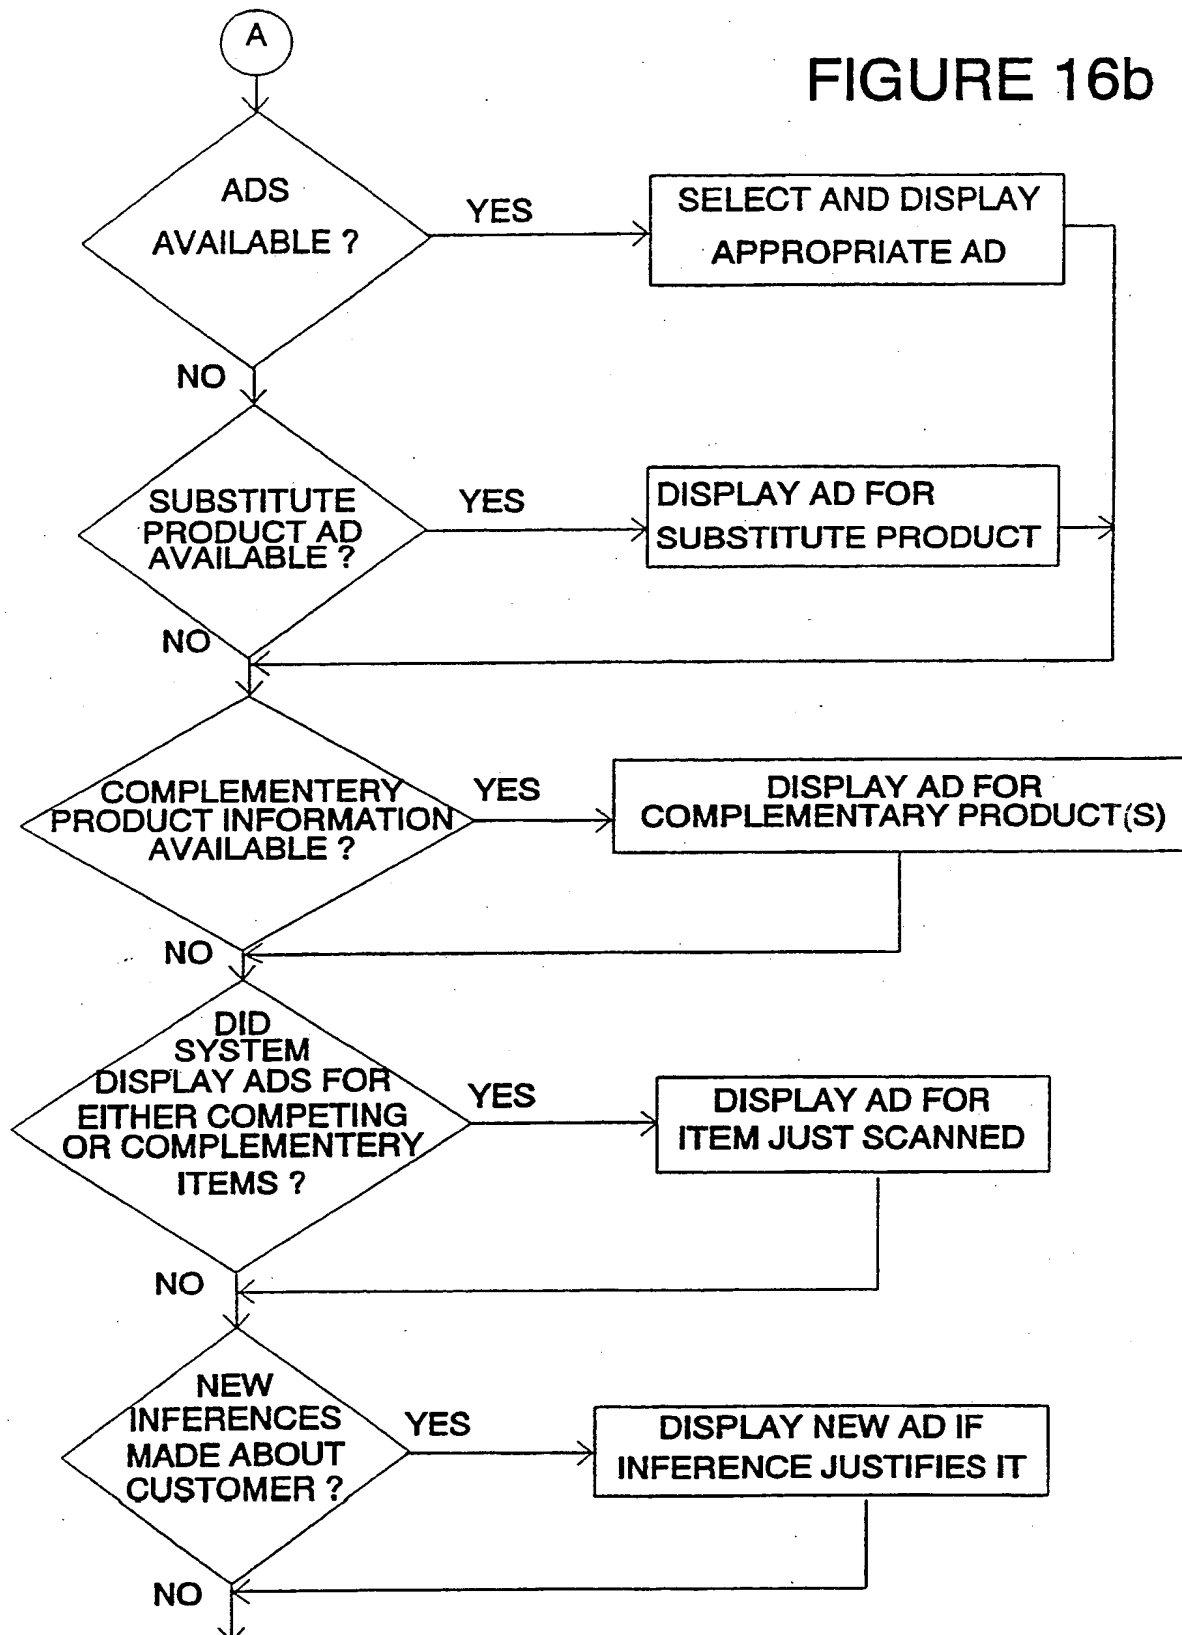 A
FIGURE 16b
ADS
AVAILABLE ?
YES
SELECT AND DISPLAY
APPROPRIATE AD
NO
SUBSTITUTE
PRODUCT AD
AVAILABLE ?
YES
DISPLAY AD FOR
SUBSTITUTE PRODUCT
NO
COMPLEMENTERY
PRODUCT INFORMATION
AVAILABLE ?
YES
DISPLAY AD FOR
COMPLEMENTARY PRODUCT(S)
NO
DID
SYSTEM
DISPLAY ADS FOR
EITHER COMPETING
OR COMPLEMENTERY
ITEMS ?
YES
DISPLAY AD FOR
ITEM JUST SCANNED
NO
NEW
INFERENCES
MADE ABOUT
CUSTOMER ?
YES
DISPLAY NEW AD IF
INFERENCE JUSTIFIES IT
NO